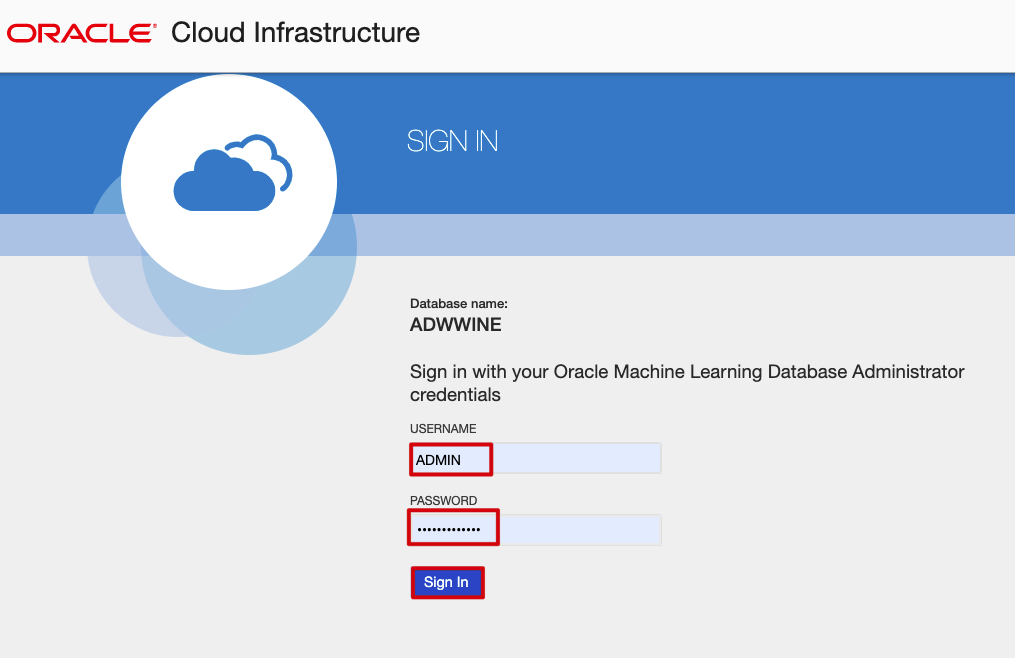 ORACLE® Cloud Infrastructure
SIGN IN
Database name:
ADWWINE
Sign in with your Oracle Machine Learning Database Administrator
credentials
USERNAME
ADMIN
PASSWORD
•••••••••••••
Sign In